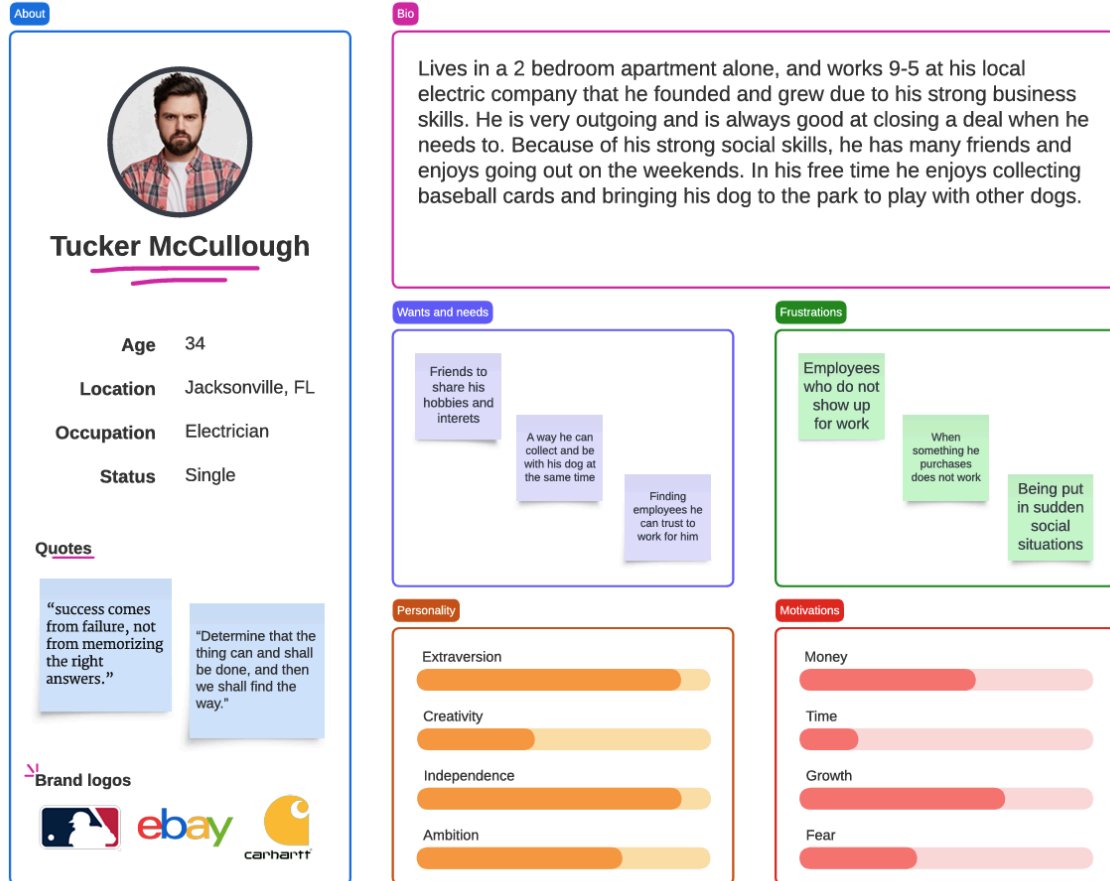 About
Tucker McCullough
Age 34
Location Jacksonville, FL
Occupation Electrician
Status Single
Quotes
“success comes
from failure, not
from memorizing
the right
answers.”
“Determine that the
thing can and shall
be done, and then
we shall find the
way.”
Brand logos
ebay
carhartt
Bio
Lives in a 2 bedroom apartment alone, and works 9-5 at his local
electric company that he founded and grew due to his strong business
skills. He is very outgoing and is always good at closing a deal when he
needs to. Because of his strong social skills, he has many friends and
enjoys going out on the weekends. In his free time he enjoys collecting
baseball cards and bringing his dog to the park to play with other dogs.
Wants and needs
Friends to
share his
hobbies and
interets
A way he can
collect and be
with his dog at
the same time
Finding
employees he
can trust to
work for him
Frustrations
Employees
who do not
show up
for work
When
something he
purchases
does not work
Being put
in sudden
social
situations
Personality
Extraversion
Creativity
Independence
Ambition
Motivations
Money
Time
Growth
Fear